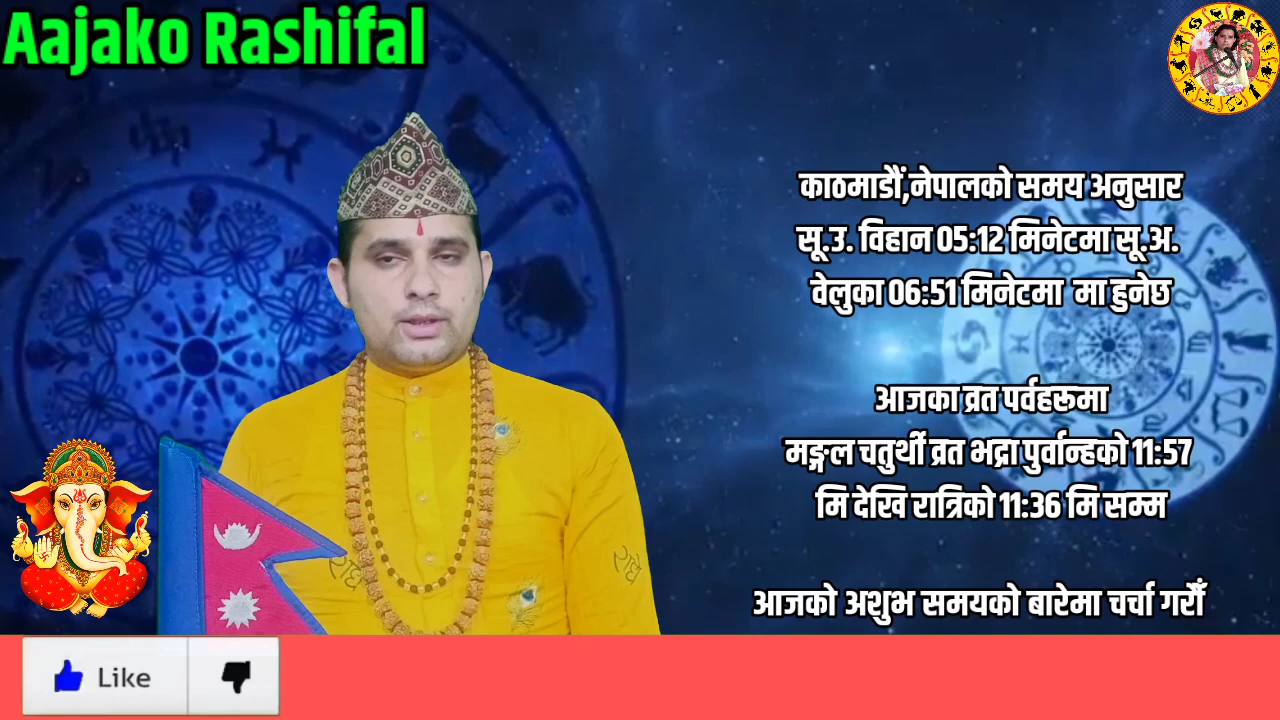 Aajako Rashifal
काठमाडौं,नेपालको समय अनुसार
सू.उ. विहान 05:12 मिनेटमा सू.अ.
वेलुका 06:51 मिनेटमा मा हुनेछ
आजका व्रत पर्वहरूमा
मङ्गल चतुर्थी व्रत भद्रा पुर्वान्हको 11:57
मि देखि रात्रिको 11:36 मि सम्म
आजको अशुभ समयको बारेमा चर्चा गरौँ
राधे
राधे
Like